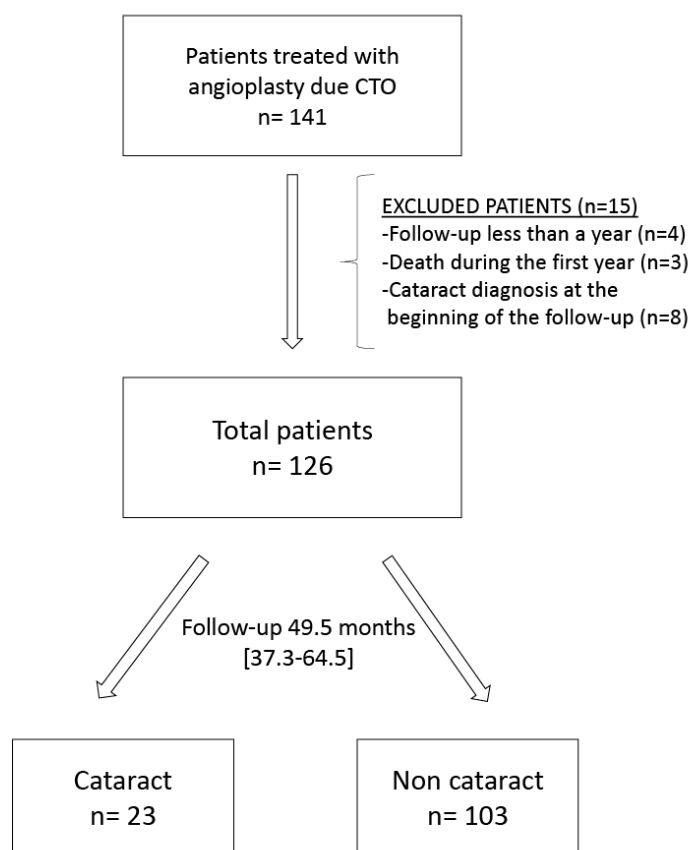 Patients treated with
angioplasty due CTO
n= 141
EXCLUDED PATIENTS (n=15)
-Follow-up less than a year (n=4)
-Death during the first year (n=3)
-Cataract diagnosis at the
beginning of the follow-up (n=8)
Total patients
n= 126
Follow-up 49.5 months
[37.3-64.5]
Cataract
n= 23
Non cataract
n= 103